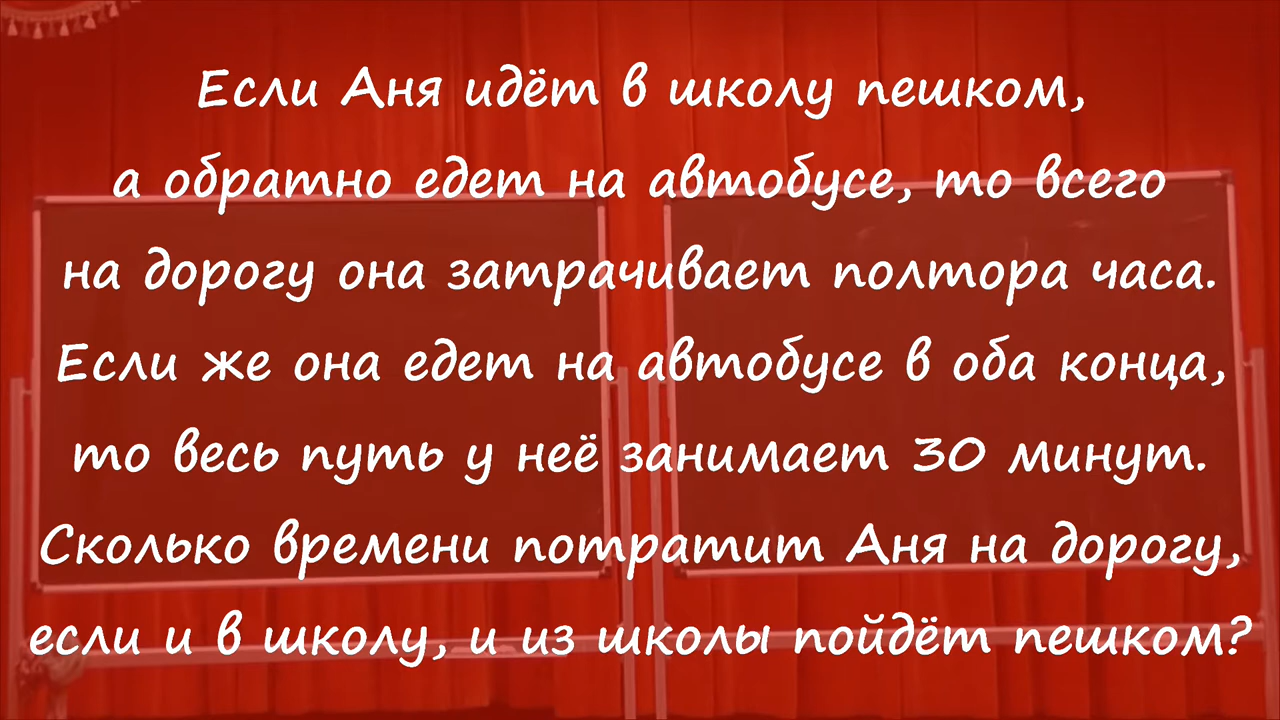 Если Аня идёт в школу пешком,
а обратно едет на автобусе, то всего
на дорогу она затрачивает полтора часа.
Если же она едет на автобусе в оба конца,
то весь путь у неё занимает 30 минут.
Сколько времени потратит Аня на дорогу,
если и в школу, и из школы пойдёт пешком?